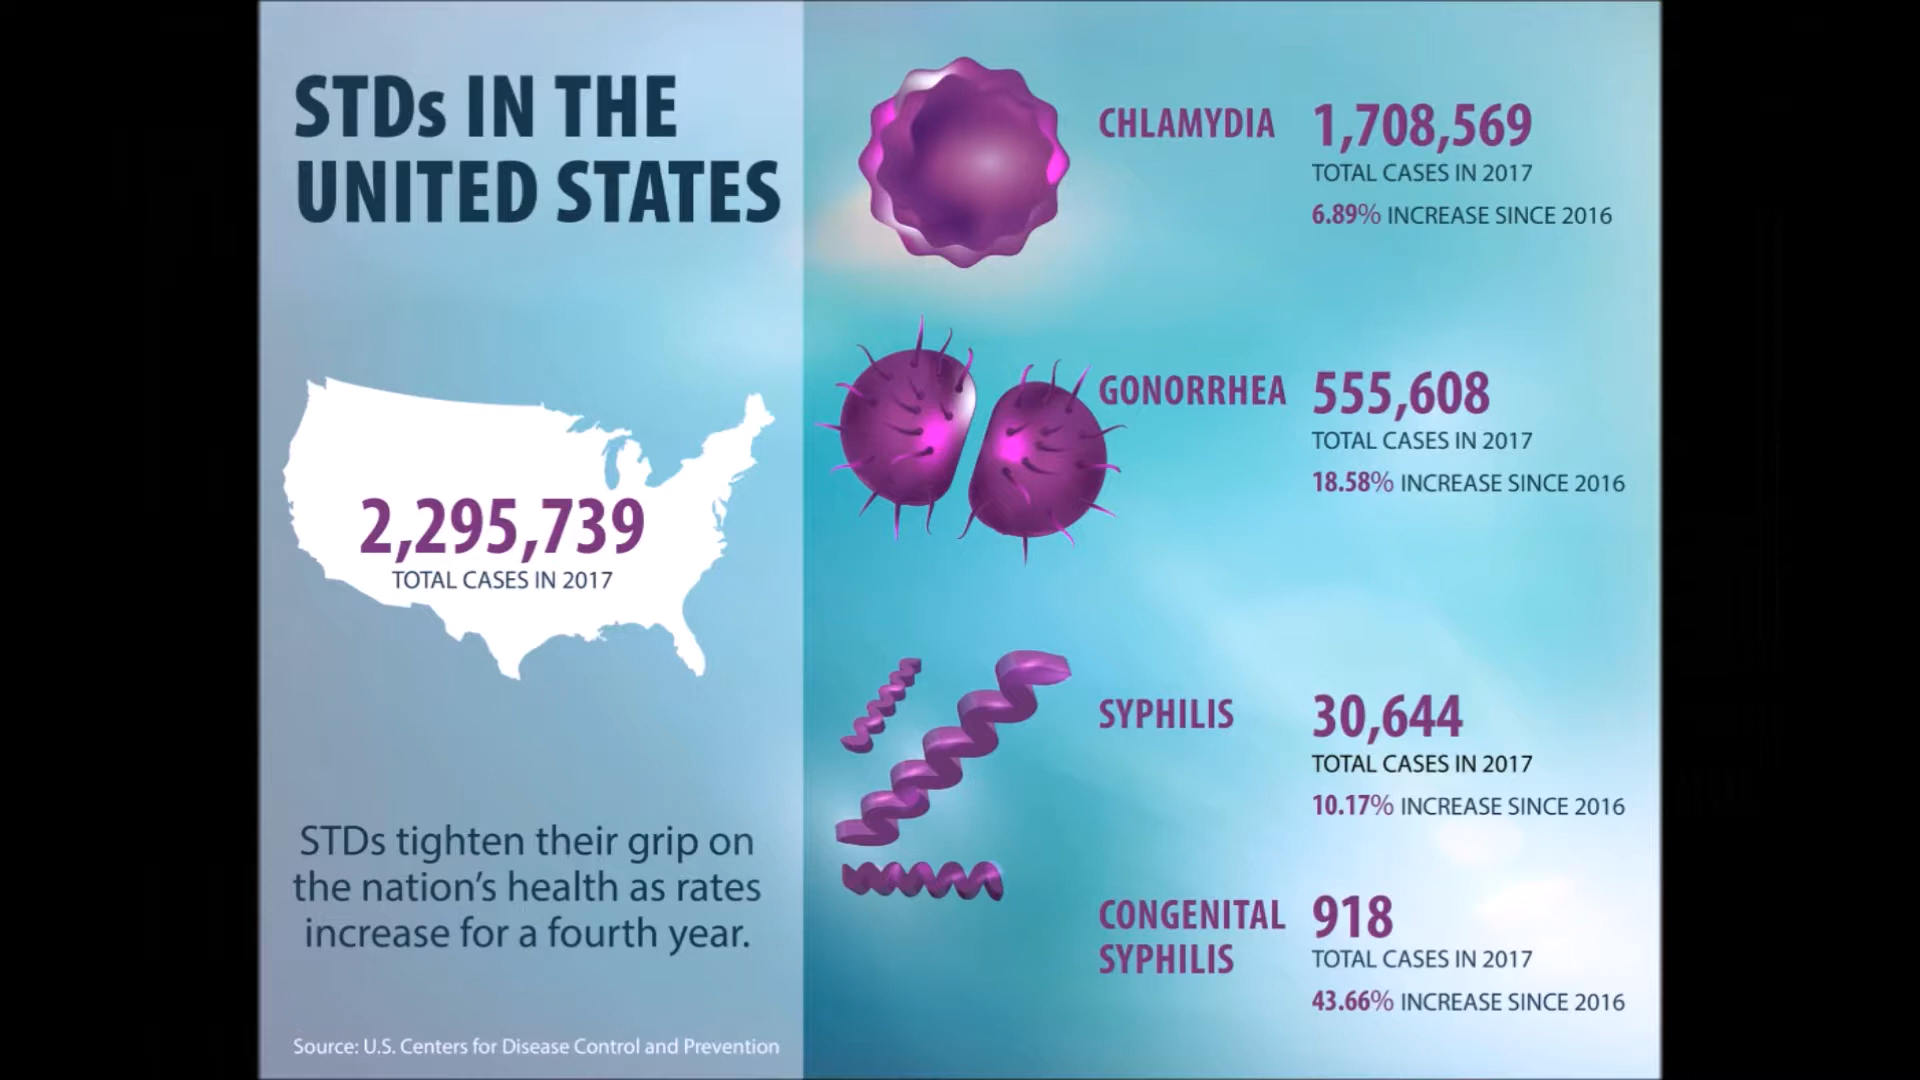 STDs IN THE
UNITED STATES
2,295,739
TOTAL CASES IN 2017
STDs tighten their grip on
the nation’s health as rates
increase for a fourth year.
Source: U.S. Centers for Disease Control and Prevention
CHLAMYDIA
1,708,569
TOTAL CASES IN 2017
6.89% INCREASE SINCE 2016
GONORRHEA
555,608
TOTAL CASES IN 2017
18.58% INCREASE SINCE 2016
SYPHILIS
30,644
TOTAL CASES IN 2017
10.17% INCREASE SINCE 2016
CONGENITAL
SYPHILIS
918
TOTAL CASES IN 2017
43.66% INCREASE SINCE 2016